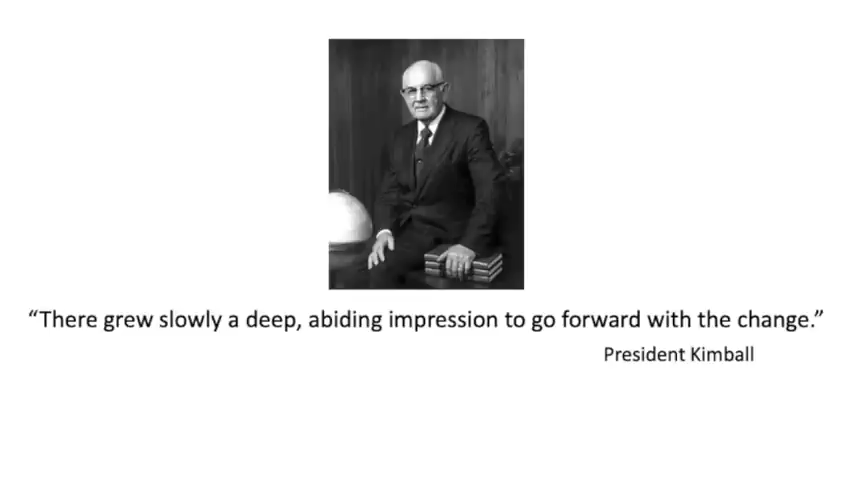 “There grew slowly a deep, abiding impression to go forward with the change.”
President Kimball